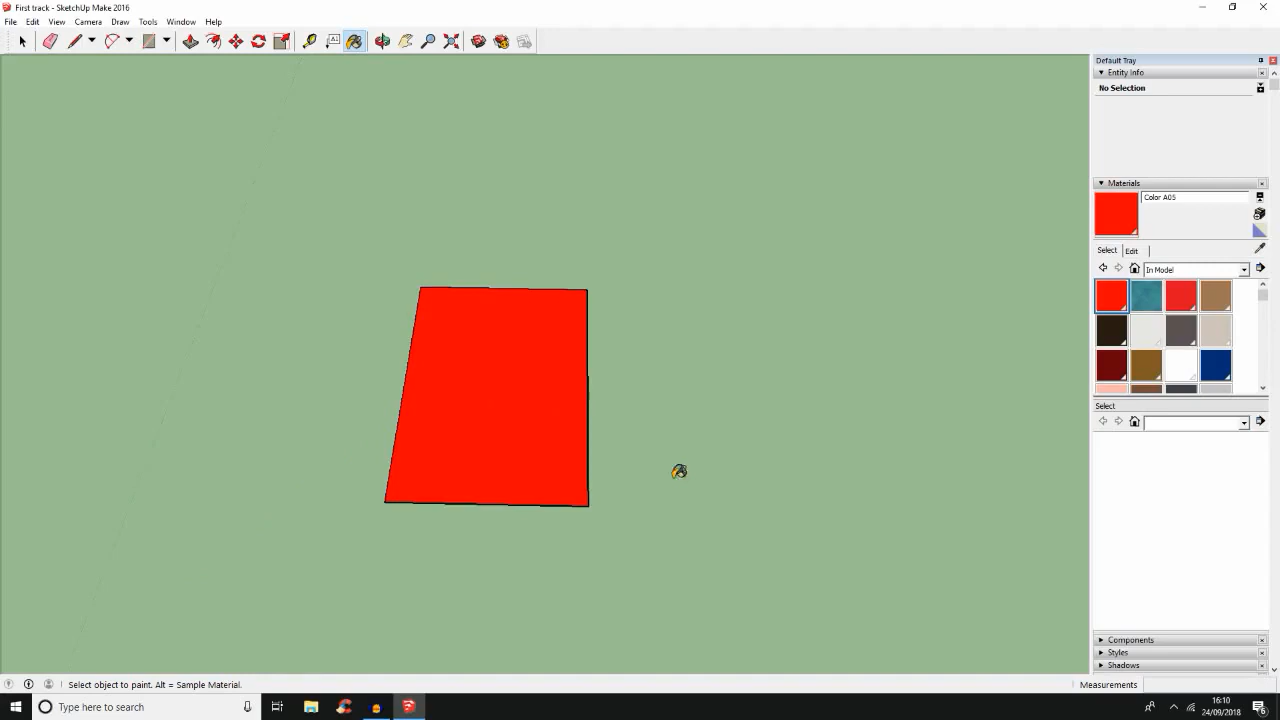 First track - SketchUp Make 2016
File Edit View Camera Draw Tools Window Help
Default Tray
Entity Info
No Selection
Materials
Color A05
Select Edit
In Model
Select
Components
Styles
Shadows
Select object to paint. Alt = Sample Material.
Measurements
Type here to search
16:10
24/09/2018
6